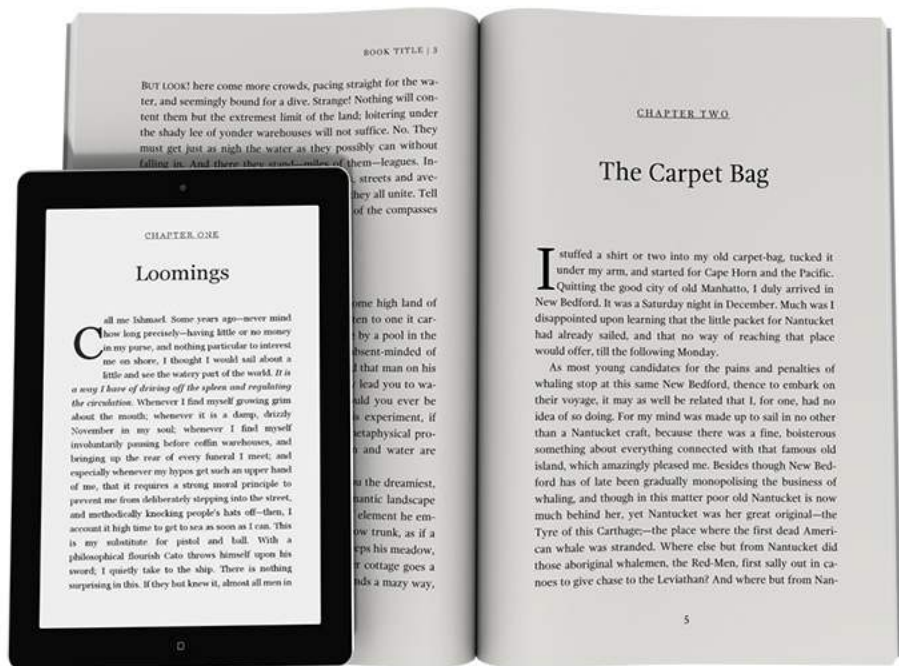 BOOK TITLE | 3
BUT LOOK! here come more crowds, pacing straight for the wa-
ter, and seemingly bound for a dive. Strange! Nothing will con-
tent them but the extremest limit of the land; loitering under
the shady lee of yonder warehouses will not suffice. No. They
must get just as nigh the water as they possibly can without
falling in. And there they stand—miles of them—leagues. In-
, streets and ave-
hey all unite. Tell
of the compasses
ome high land of
ten to one it car-
e by a pool in the
bsent-minded of
d that man on his
y lead you to wa-
uld you ever be
is experiment, if
etaphysical pro-
n and water are
u the dreamiest,
antic landscape
element he em-
ow trunk, as if a
eps his meadow,
r cottage goes a
nds a mazy way,
CHAPTER ONE
Loomings
Call me Ishmael. Some years ago—never mind
how long precisely—having little or no money
in my purse, and nothing particular to interest
me on shore, I thought I would sail about a
little and see the watery part of the world. It is
a way I have of driving off the spleen and regulating
the circulation. Whenever I find myself growing grim
about the mouth; whenever it is a damp, drizzly
November in my soul; whenever I find myself
involuntarily pausing before coffin warehouses, and
bringing up the rear of every funeral I meet; and
especially whenever my hypos get such an upper hand
of me, that it requires a strong moral principle to
prevent me from deliberately stepping into the street,
and methodically knocking people's hats off—then, I
account it high time to get to sea as soon as I can. This
is my substitute for pistol and ball. With a
philosophical flourish Cato throws himself upon his
sword; I quietly take to the ship. There is nothing
surprising in this. If they but knew it, almost all men in
CHAPTER TWO
The Carpet Bag
I stuffed a shirt or two into my old carpet-bag, tucked it
under my arm, and started for Cape Horn and the Pacific.
Quitting the good city of old Manhatto, I duly arrived in
New Bedford. It was a Saturday night in December. Much was I
disappointed upon learning that the little packet for Nantucket
had already sailed, and that no way of reaching that place
would offer, till the following Monday.
As most young candidates for the pains and penalties of
whaling stop at this same New Bedford, thence to embark on
their voyage, it may as well be related that I, for one, had no
idea of so doing. For my mind was made up to sail in no other
than a Nantucket craft, because there was a fine, boisterous
something about everything connected with that famous old
island, which amazingly pleased me. Besides though New Bed-
ford has of late been gradually monopolising the business of
whaling, and though in this matter poor old Nantucket is now
much behind her, yet Nantucket was her great original—the
Tyre of this Carthage;—the place where the first dead Ameri-
can whale was stranded. Where else but from Nantucket did
those aboriginal whalemen, the Red-Men, first sally out in ca-
noes to give chase to the Leviathan? And where but from Nan-
5